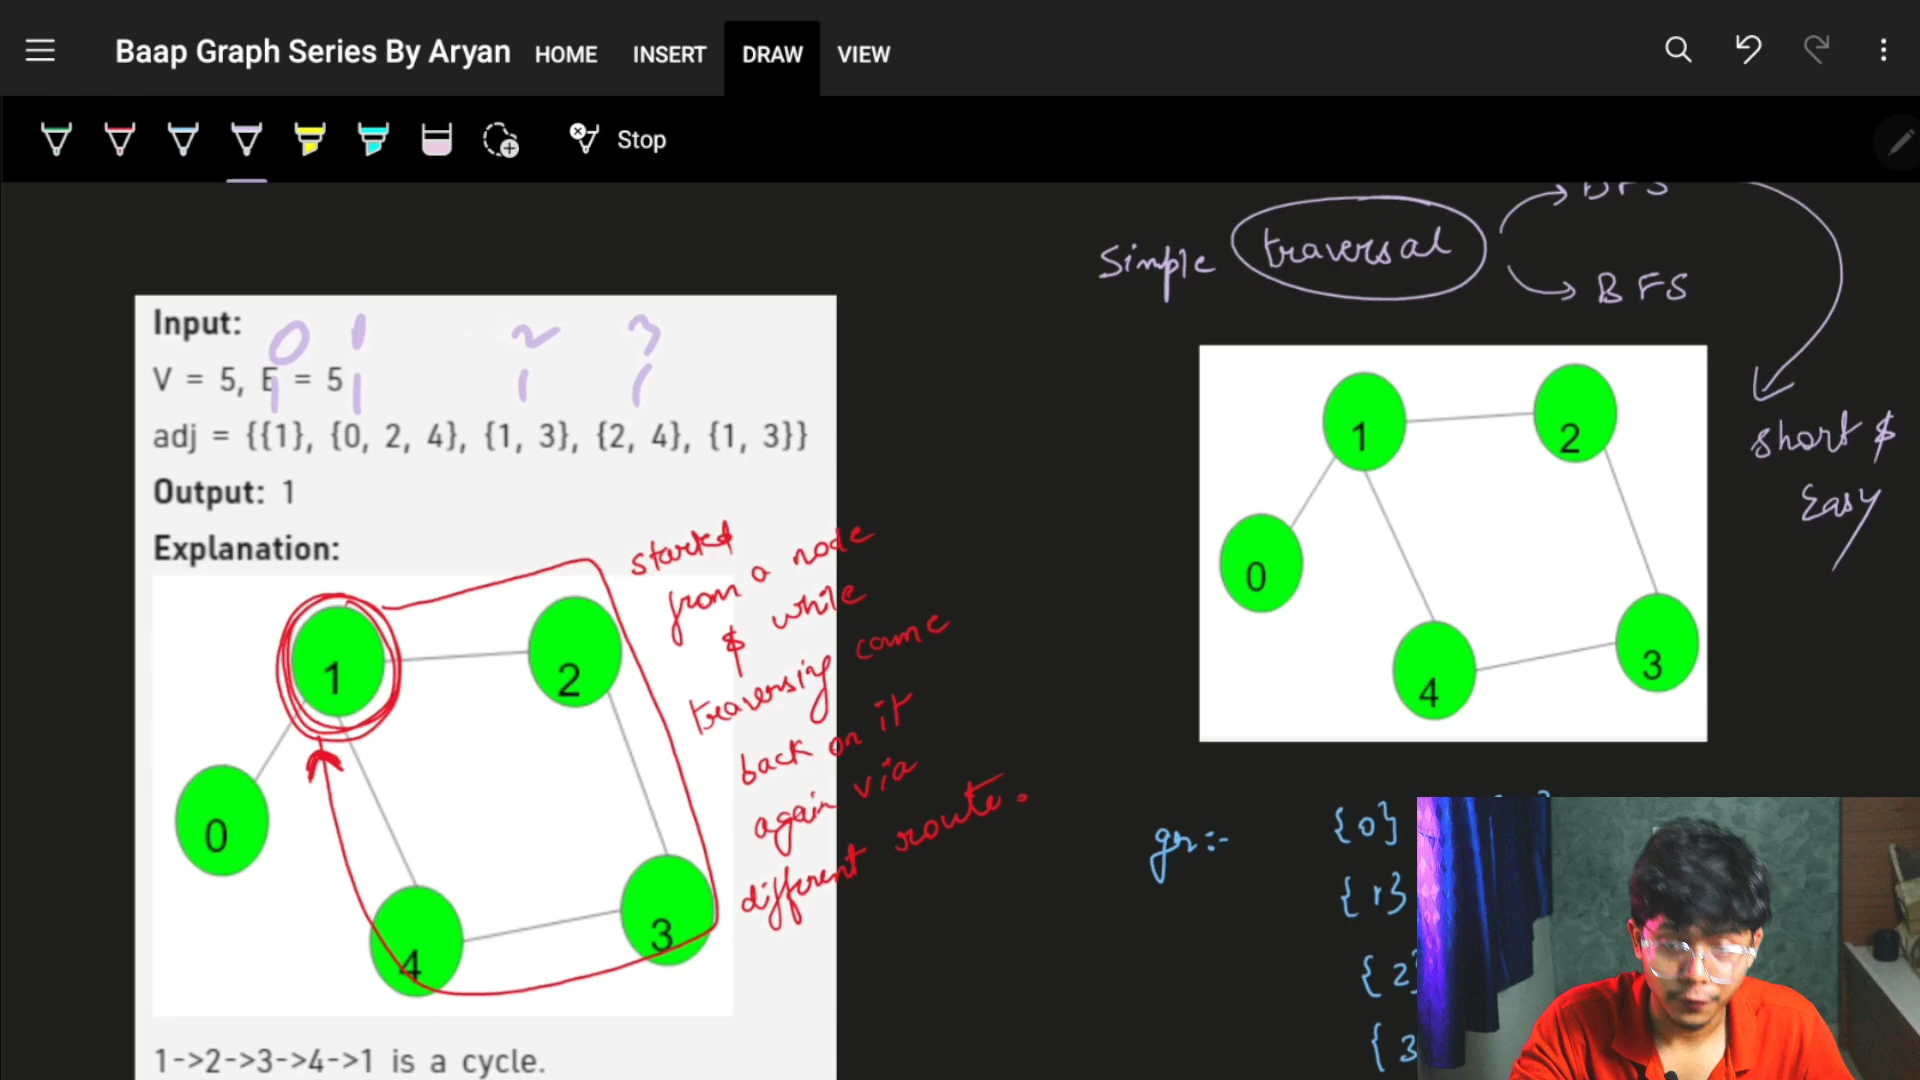 Baap Graph Series By Aryan HOME INSERT DRAW VIEW
Stop
Input:
0 1 2 3
V = 5, E = 5
adj = {{1}, {0, 2, 4}, {1, 3}, {2, 4}, {1, 3}}
Output: 1
Explanation:
1
2
0
4
3
1->2->3->4->1 is a cycle.
started
from a node
$ while
traversing came
back on it
again via
different route.
BFS
Simple traversal
BFS
short $
Easy
1
2
0
4
3
gr:-
{0}
{1}
{2}
{3